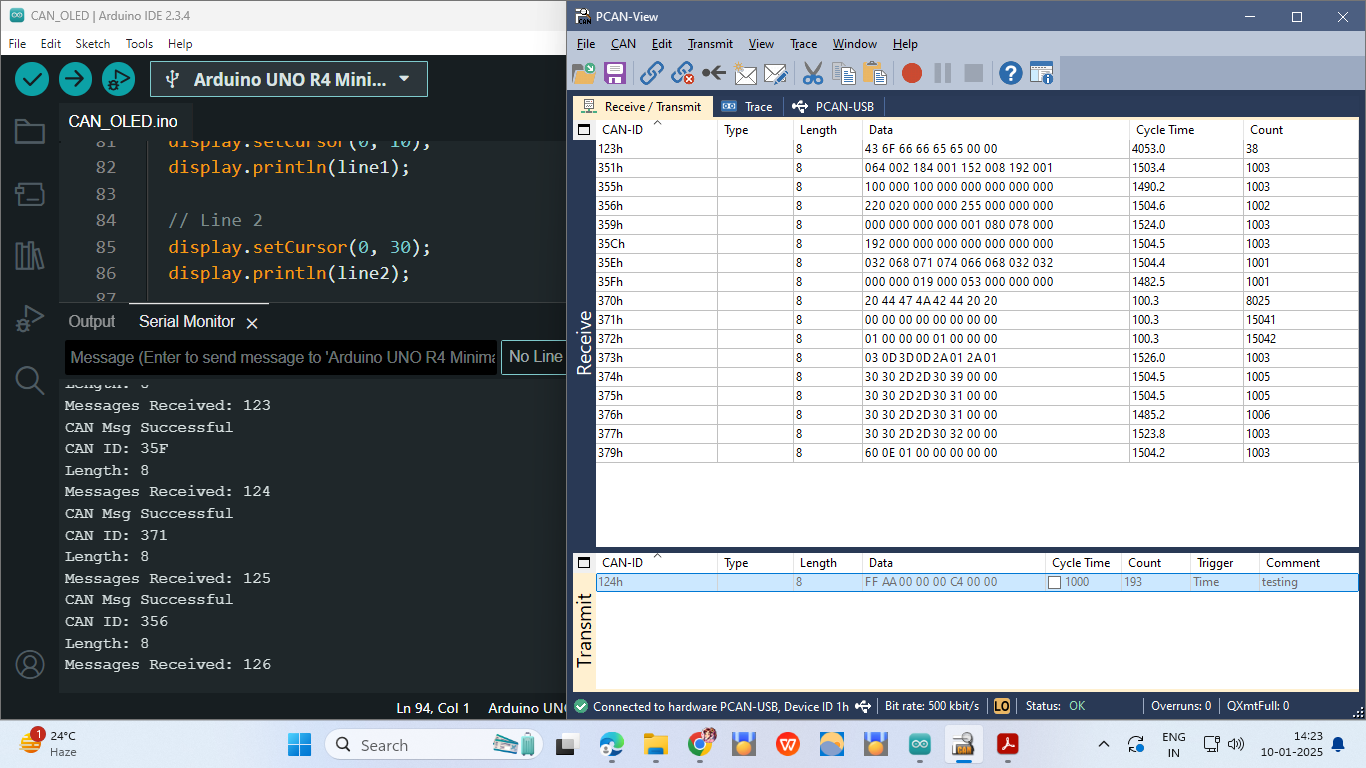 CAN_OLED | Arduino IDE 2.3.4
File Edit Sketch Tools Help
Arduino UNO R4 Mini...
CAN_OLED.ino
81 display.setCursor(0, 10);
82 display.println(line1);
83
84 // Line 2
85 display.setCursor(0, 30);
86 display.println(line2);
87
Output Serial Monitor
Message (Enter to send message to 'Arduino UNO R4 Minima
No Line
Length: 8
Messages Received: 123
CAN Msg Successful
CAN ID: 35F
Length: 8
Messages Received: 124
CAN Msg Successful
CAN ID: 371
Length: 8
Messages Received: 125
CAN Msg Successful
CAN ID: 356
Length: 8
Messages Received: 126
Ln 94, Col 1 Arduino UNO
PCAN-View
File CAN Edit Transmit View Trace Window Help
Receive / Transmit Trace PCAN-USB
Receive
CAN-ID Type Length Data Cycle Time Count
123h 8 43 6F 66 66 65 65 00 00 4053.0 38
351h 8 064 002 184 001 152 008 192 001 1503.4 1003
355h 8 100 000 100 000 000 000 000 000 1490.2 1003
356h 8 220 020 000 000 255 000 000 000 1504.6 1002
359h 8 000 000 000 000 001 080 078 000 1524.0 1003
35Ch 8 192 000 000 000 000 000 000 000 1504.5 1003
35Eh 8 032 068 071 074 066 068 032 032 1504.4 1001
35Fh 8 000 000 019 000 053 000 000 000 1482.5 1001
370h 8 20 44 47 4A 42 44 20 20 100.3 8025
371h 8 00 00 00 00 00 00 00 00 100.3 15041
372h 8 01 00 00 00 01 00 00 00 100.3 15042
373h 8 03 0D 3D 0D 2A 01 2A 01 1526.0 1003
374h 8 30 30 2D 2D 30 39 00 00 1504.5 1005
375h 8 30 30 2D 2D 30 31 00 00 1504.5 1005
376h 8 30 30 2D 2D 30 31 00 00 1485.2 1006
377h 8 30 30 2D 2D 30 32 00 00 1523.8 1003
379h 8 60 0E 01 00 00 00 00 00 1504.2 1003
Transmit
CAN-ID Type Length Data Cycle Time Count Trigger Comment
124h 8 FF AA 00 00 00 C4 00 00 1000 193 Time testing
Connected to hardware PCAN-USB, Device ID 1h Bit rate: 500 kbit/s LO Status: OK Overruns: 0 QXmtFull: 0
1
24°C
Haze
Search
ENG
IN
14:23
10-01-2025